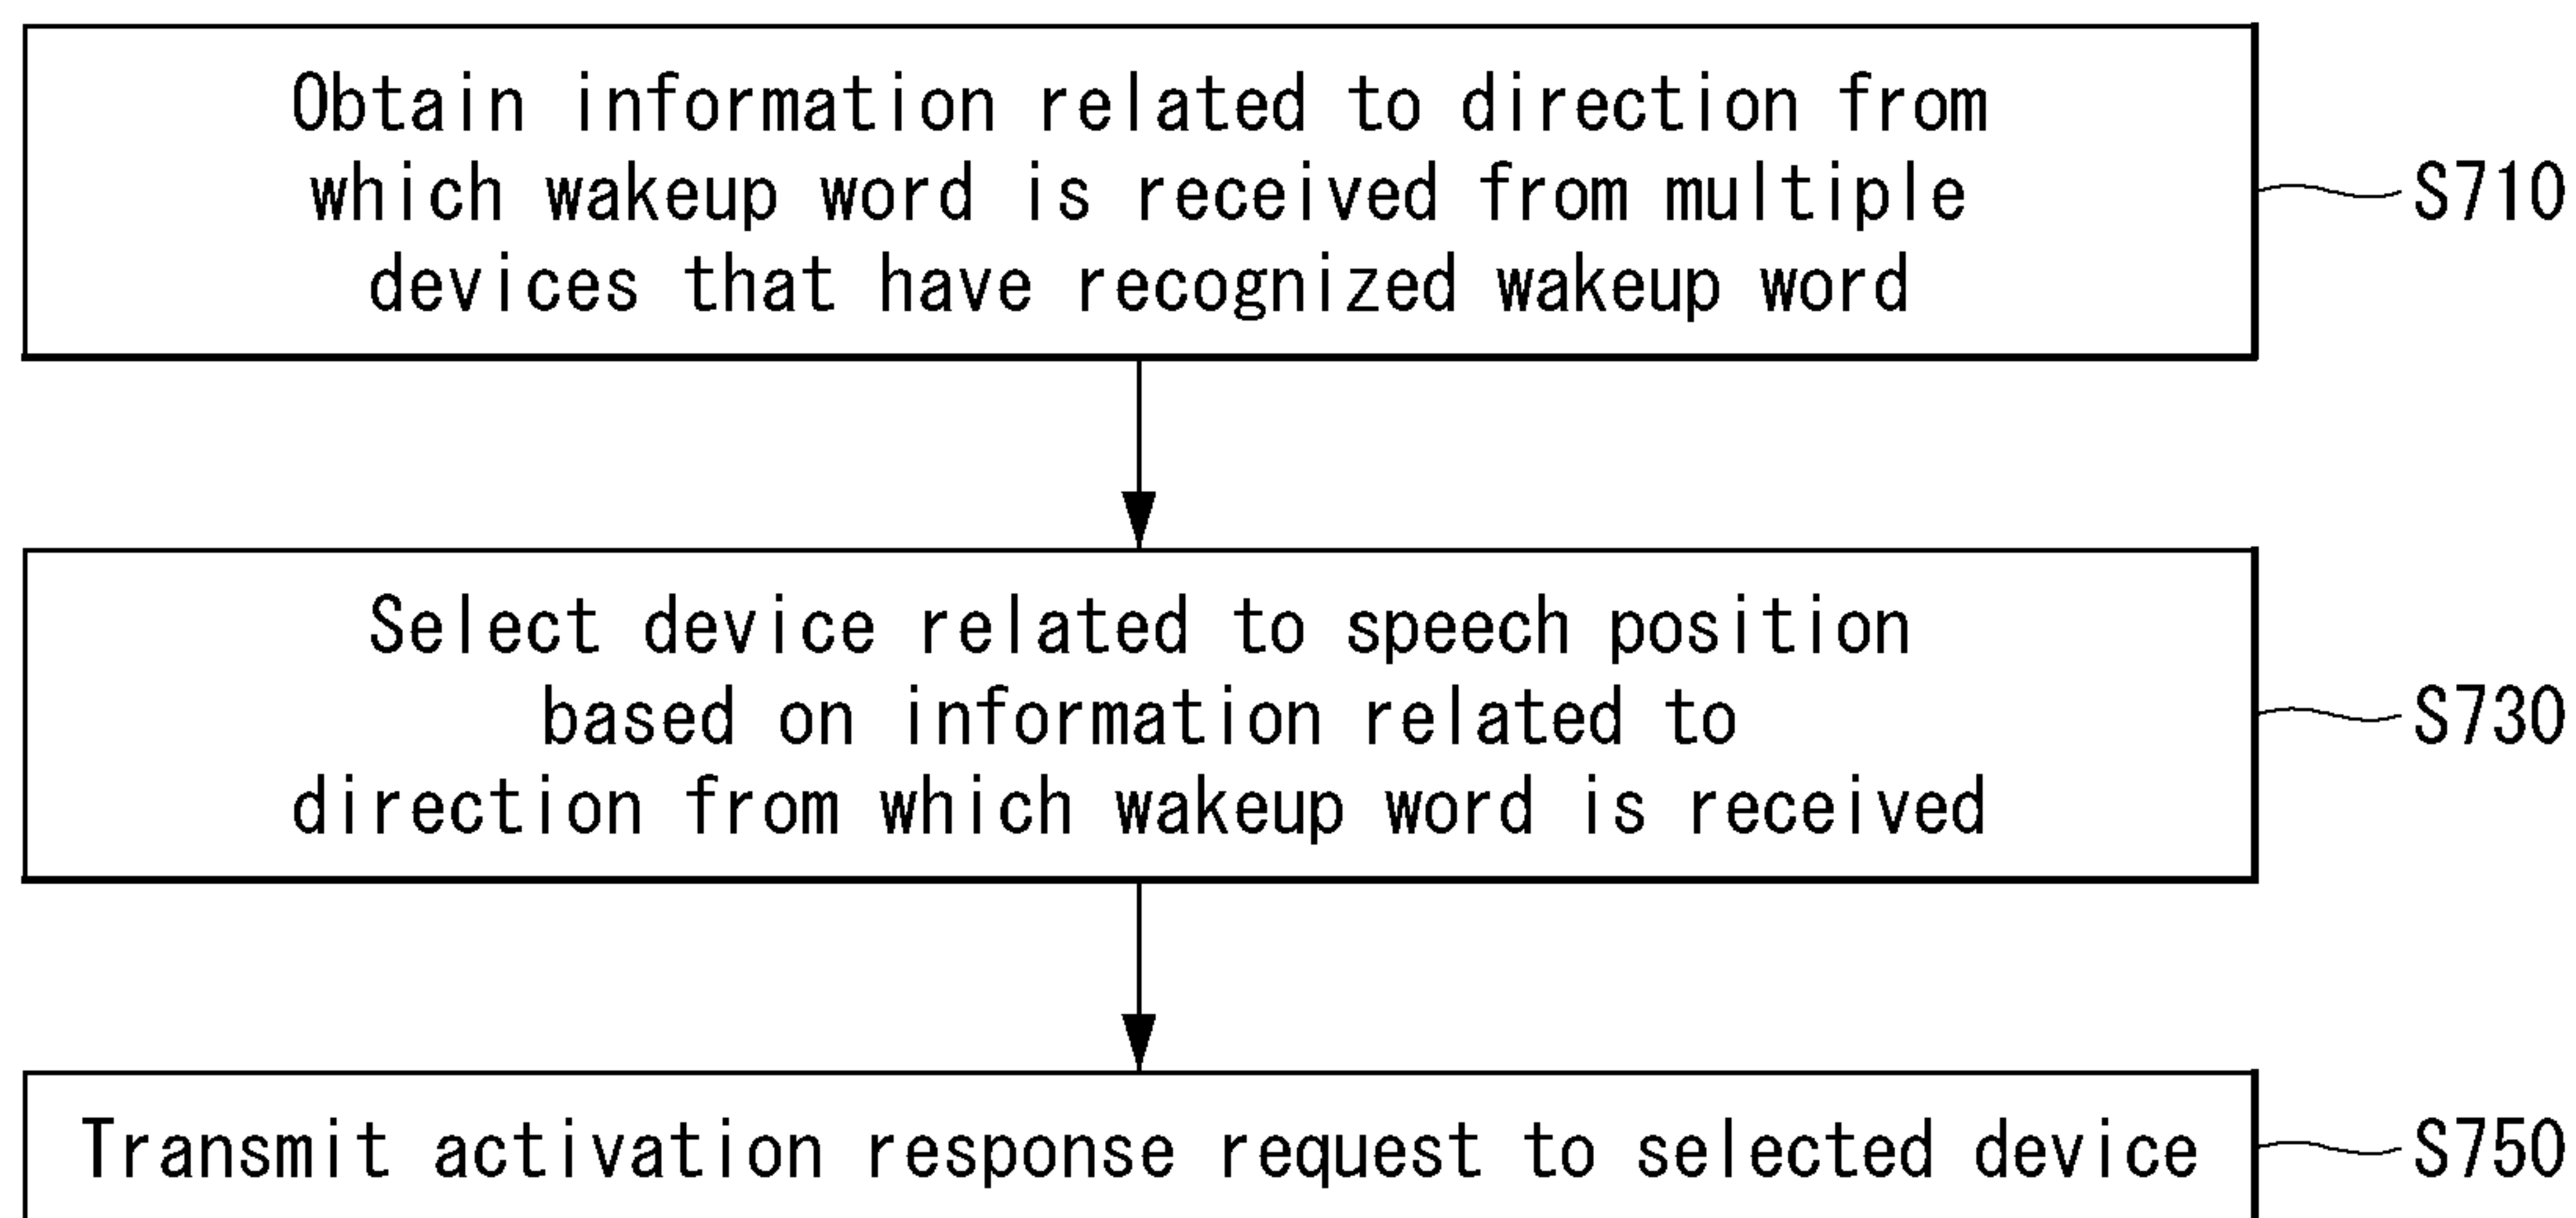 Obtain information related to direction from
which wakeup word is received from multiple
devices that have recognized wakeup word
S710
Select device related to speech position
based on information related to
direction from which wakeup word is received
S730
Transmit activation response request to selected device
S750